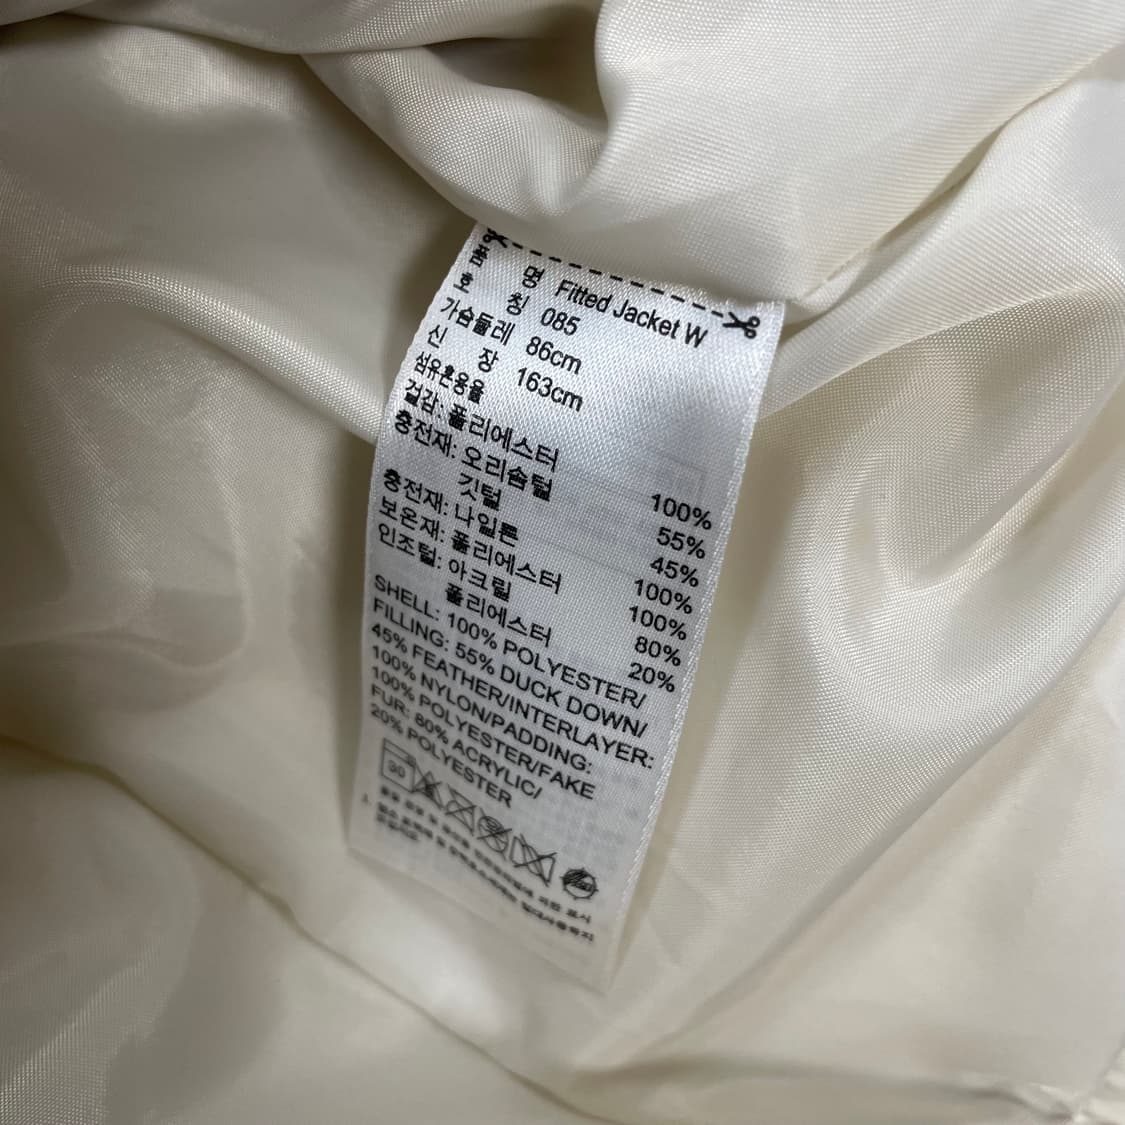 품 명 Fitted Jacket W
호 칭 085
가슴둘레 86cm
신 장 163cm
섬유혼용율
겉감: 폴리에스터 100%
충전재: 오리솜털 55%
깃털 45%
충전재: 나일론 100%
보온재: 폴리에스터 100%
인조털: 아크릴 80%
폴리에스터 20%
SHELL: 100% POLYESTER/
FILLING: 55% DUCK DOWN/
45% FEATHER/INTERLAYER:
100% NYLON/PADDING:
100% POLYESTER/FAKE
FUR: 80% ACRYLIC/
20% POLYESTER
30